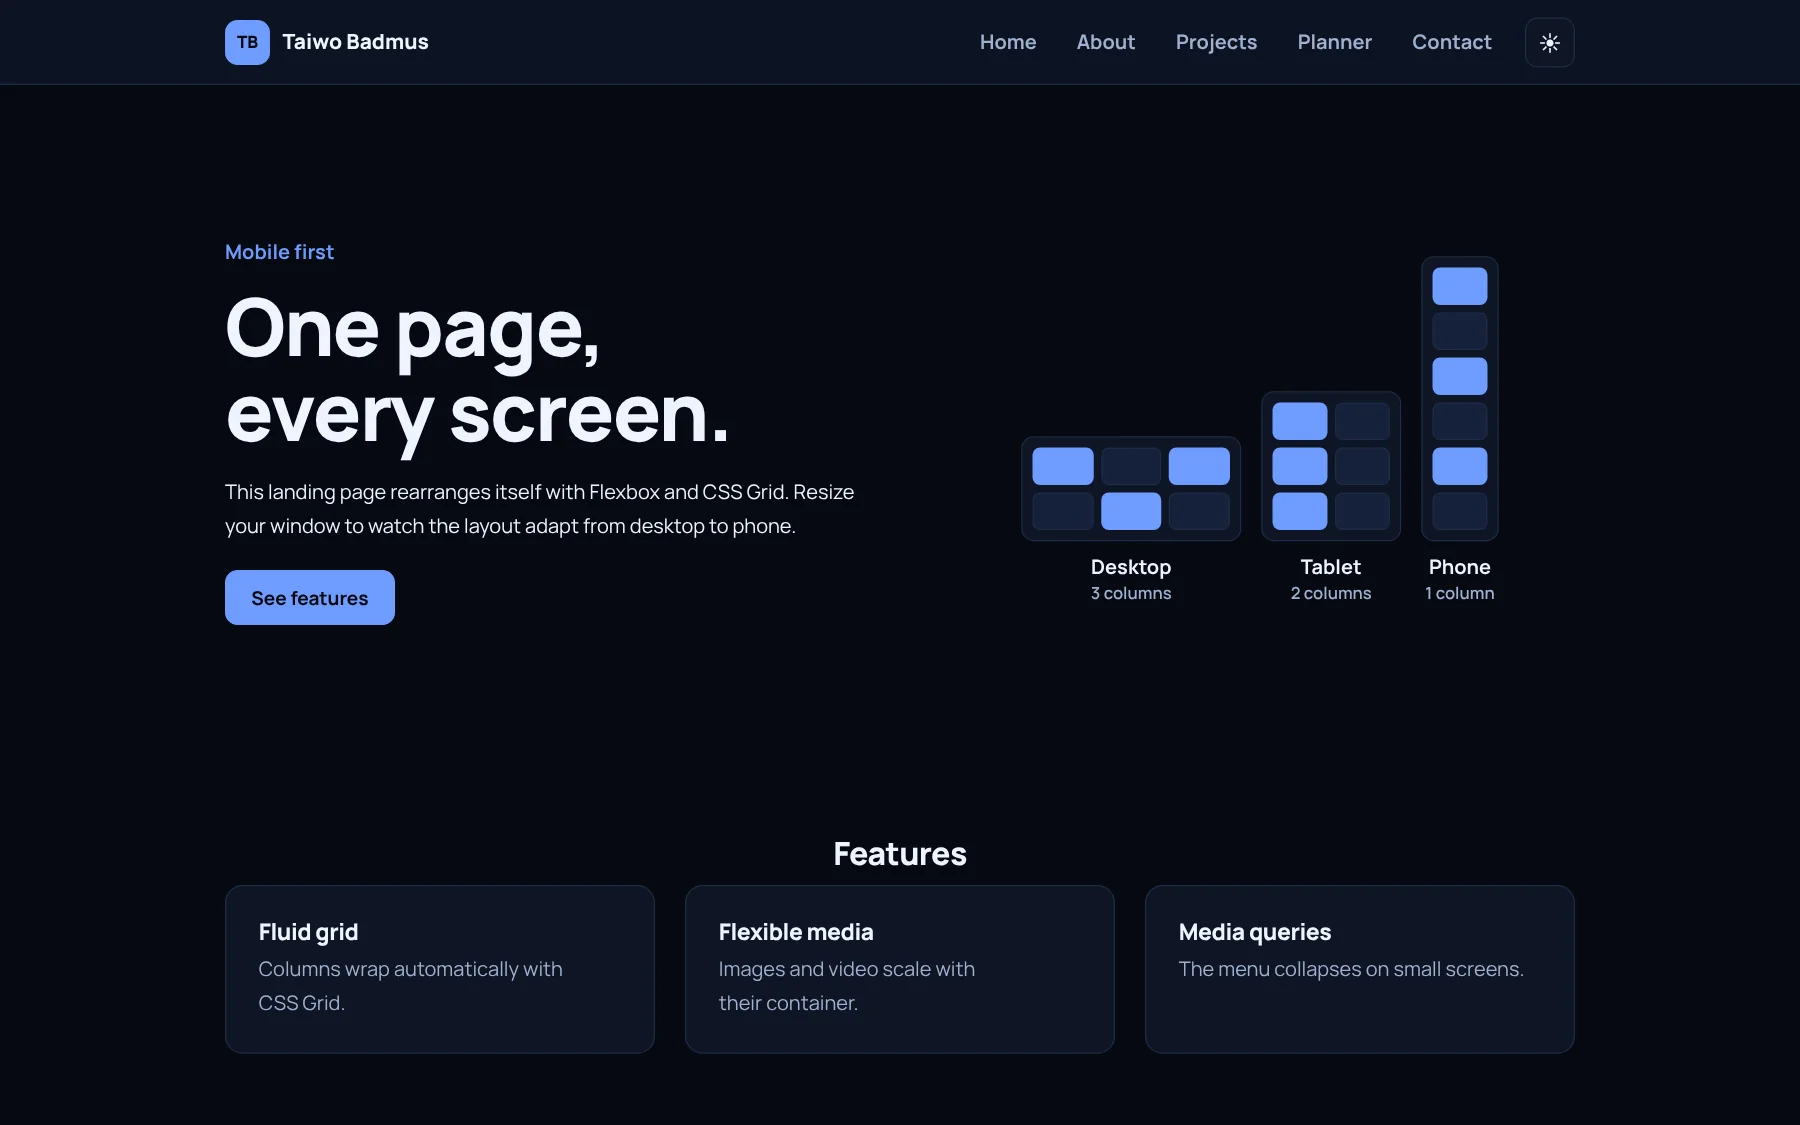 TB Taiwo Badmus
Home About Projects Planner Contact
Mobile first
One page,
every screen.
This landing page rearranges itself with Flexbox and CSS Grid. Resize
your window to watch the layout adapt from desktop to phone.
See features
Desktop
3 columns
Tablet
2 columns
Phone
1 column
Features
Fluid grid
Columns wrap automatically with
CSS Grid.
Flexible media
Images and video scale with
their container.
Media queries
The menu collapses on small screens.